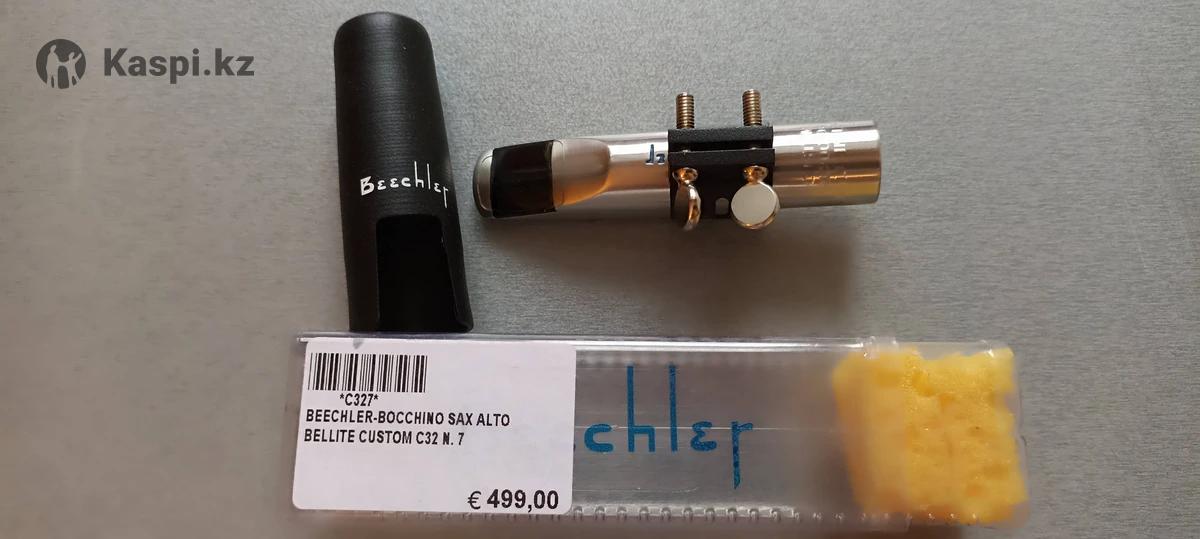 Kaspi.kz
Beechler
*C327*
BEECHLER-BOCCHINO SAX ALTO
BELLITE CUSTOM C32 N. 7
€ 499,00
chler